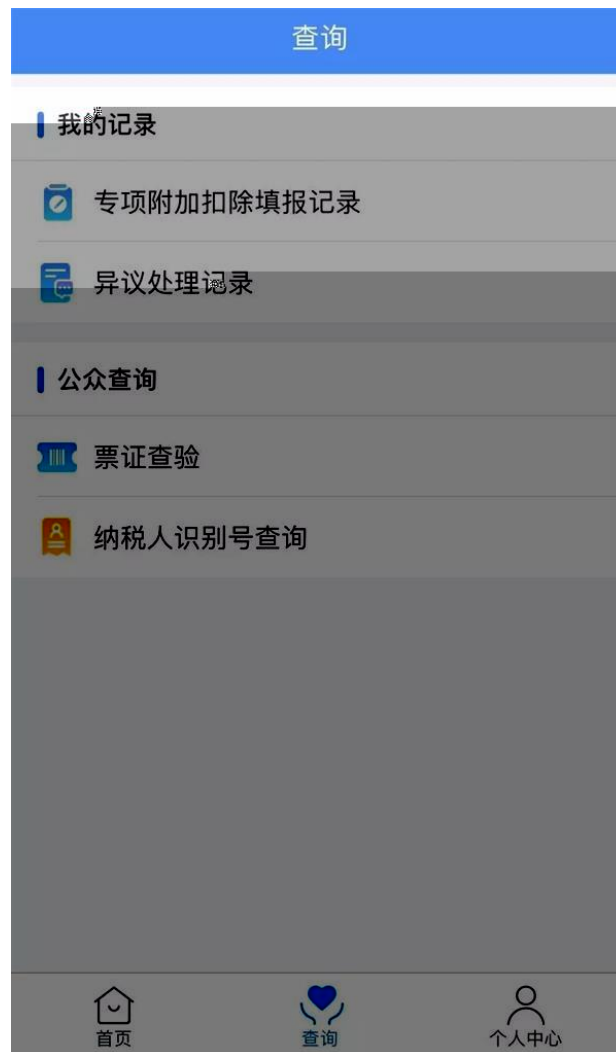 查询
我的记录
专项附加扣除填报记录
异议处理记录
公众查询
票证查验
纳税人识别号查询
首页
查询
个人中心